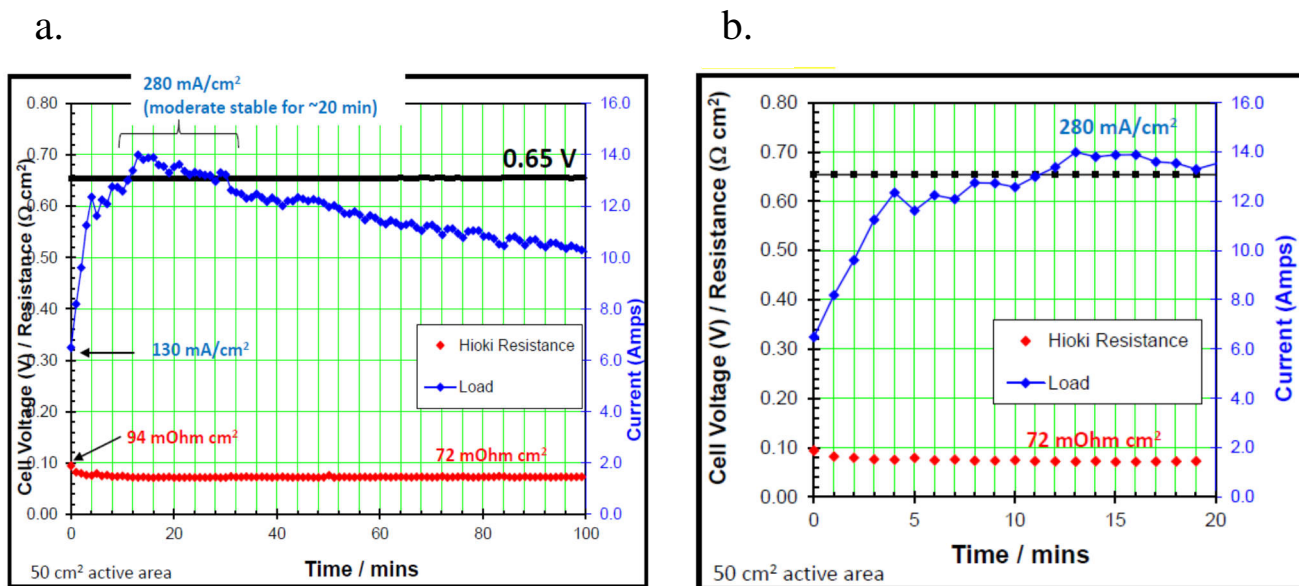 a.
280 mA/cm²
(moderate stable for ~20 min)
0.80
0.70
0.60
0.50
0.40
0.30
0.20
0.10
0.00
Cell Voltage (V) / Resistance (Ω cm²)
16.0
14.0
12.0
10.0
8.0
6.0
4.0
2.0
0.0
Current (Amps)
0.65 V
130 mA/cm²
Hioki Resistance
Load
94 mOhm cm²
72 mOhm cm²
0
20
40
60
80
100
Time / mins
50 cm² active area
b.
0.80
0.70
0.60
0.50
0.40
0.30
0.20
0.10
0.00
Cell Voltage (V) / Resistance (Ω cm²)
16.0
14.0
12.0
10.0
8.0
6.0
4.0
2.0
0.0
Current (Amps)
280 mA/cm²
Hioki Resistance
Load
72 mOhm cm²
0
5
10
15
20
Time / mins
50 cm² active area